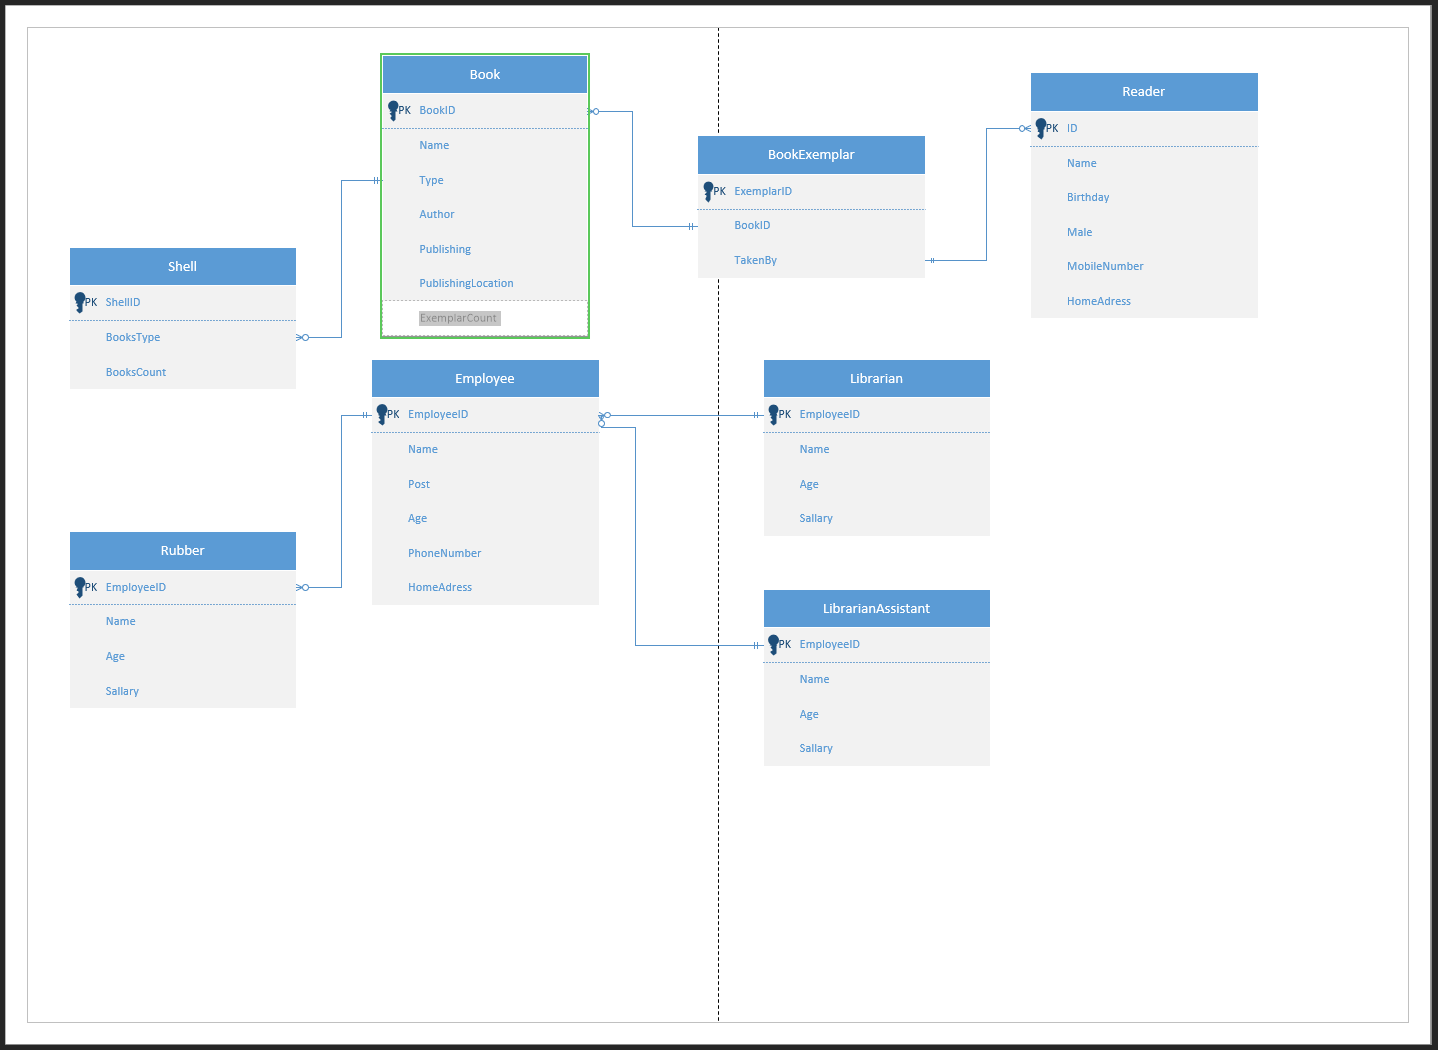 Book
PK BookID
Name
Type
Author
Publishing
PublishingLocation
ExemplarCount
BookExemplar
PK ExemplarID
BookID
TakenBy
Reader
PK ID
Name
Birthday
Male
MobileNumber
HomeAdress
Shell
PK ShellID
BooksType
BooksCount
Employee
PK EmployeeID
Name
Post
Age
PhoneNumber
HomeAdress
Librarian
PK EmployeeID
Name
Age
Sallary
Rubber
PK EmployeeID
Name
Age
Sallary
LibrarianAssistant
PK EmployeeID
Name
Age
Sallary